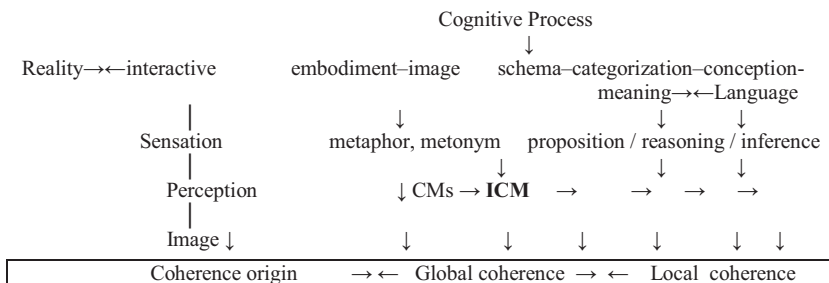 Cognitive Process
↓
Reality→←interactive embodiment–image schema–categorization–conception-
meaning→←Language
↓ ↓ ↓
Sensation metaphor, metonym proposition / reasoning / inference
↓ ↓ ↓
Perception ↓ CMs → ICM → → → →
Image ↓ ↓ ↓ ↓ ↓ ↓ ↓
Coherence origin →← Global coherence → ← Local coherence